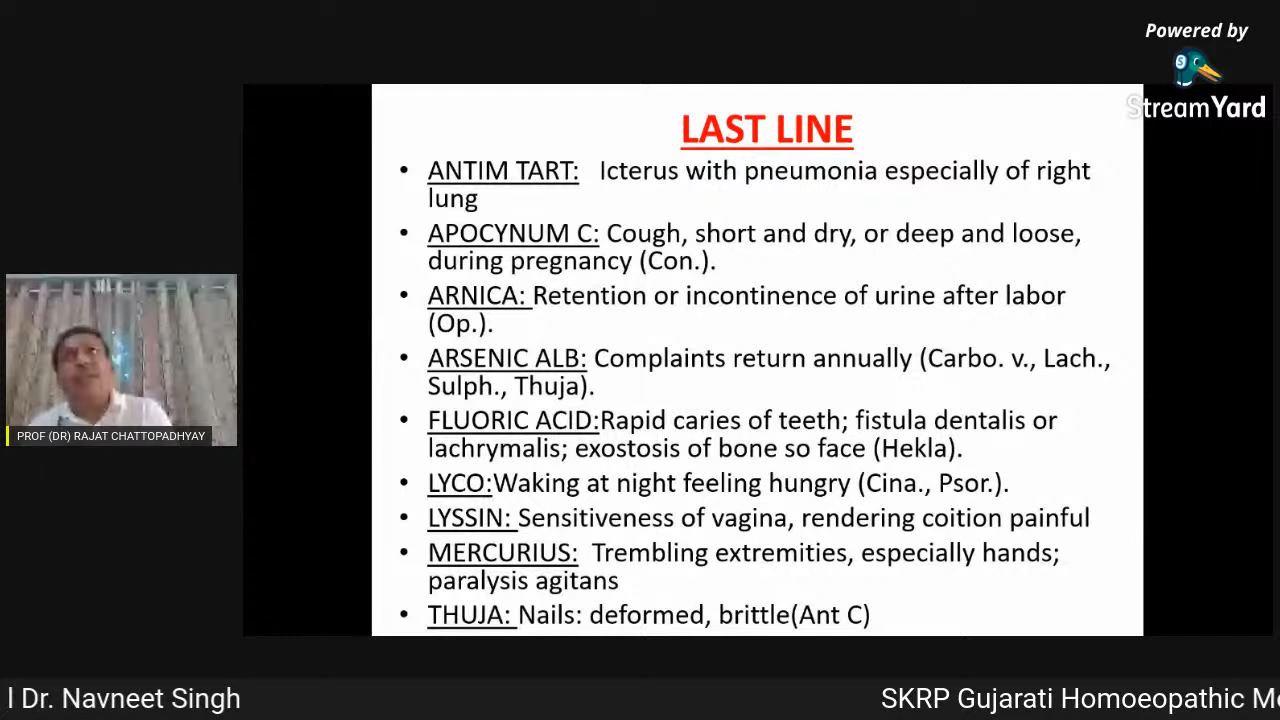 Powered by
StreamYard
LAST LINE
• ANTIM TART: Icterus with pneumonia especially of right
lung
• APOCYNUM C: Cough, short and dry, or deep and loose,
during pregnancy (Con.).
• ARNICA: Retention or incontinence of urine after labor
(Op.).
• ARSENIC ALB: Complaints return annually (Carbo. v., Lach.,
Sulph., Thuja).
• FLUORIC ACID:Rapid caries of teeth; fistula dentalis or
lachrymalis; exostosis of bone so face (Hekla).
• LYCO:Waking at night feeling hungry (Cina., Psor.).
• LYSSIN: Sensitiveness of vagina, rendering coition painful
• MERCURIUS: Trembling extremities, especially hands;
paralysis agitans
• THUJA: Nails: deformed, brittle(Ant C)
PROF (DR) RAJAT CHATTOPADHYAY
l Dr. Navneet Singh
SKRP Gujarati Homoeopathic M